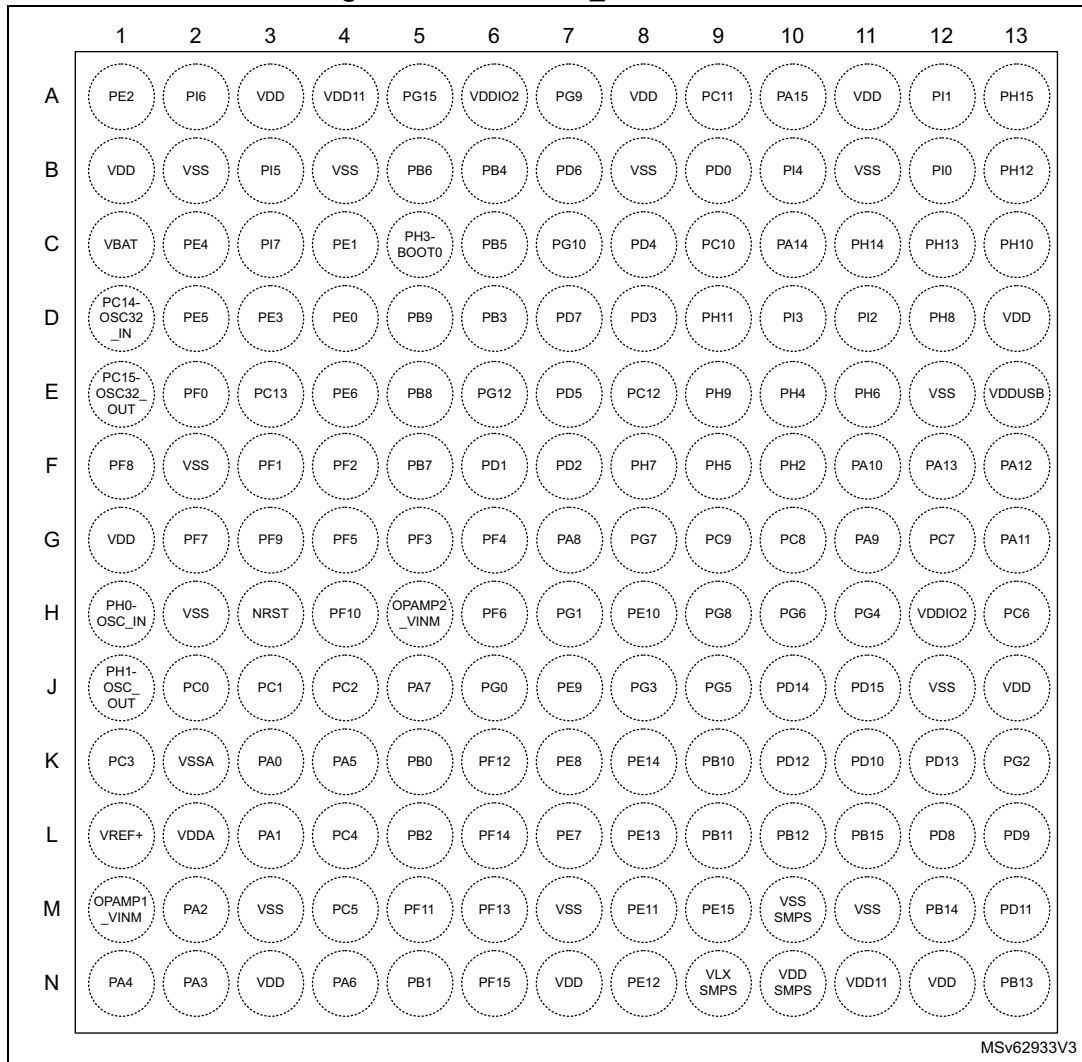 1 2 3 4 5 6 7 8 9 10 11 12 13
A PE2 PI6 VDD VDD11 PG15 VDDIO2 PG9 VDD PC11 PA15 VDD PI1 PH15
B VDD VSS PI5 VSS PB6 PB4 PD6 VSS PD0 PI4 VSS PI0 PH12
C VBAT PE4 PI7 PE1 PH3-BOOT0 PB5 PG10 PD4 PC10 PA14 PH14 PH13 PH10
D PC14-OSC32_IN PE5 PE3 PE0 PB9 PB3 PD7 PD3 PH11 PI3 PI2 PH8 VDD
E PC15-OSC32_OUT PF0 PC13 PE6 PB8 PG12 PD5 PC12 PH9 PH4 PH6 VSS VDDUSB
F PF8 VSS PF1 PF2 PB7 PD1 PD2 PH7 PH5 PH2 PA10 PA13 PA12
G VDD PF7 PF9 PF5 PF3 PF4 PA8 PG7 PC9 PC8 PA9 PC7 PA11
H PH0-OSC_IN VSS NRST PF10 OPAMP2_VINM PF6 PG1 PE10 PG8 PG6 PG4 VDDIO2 PC6
J PH1-OSC_OUT PC0 PC1 PC2 PA7 PG0 PE9 PG3 PG5 PD14 PD15 VSS VDD
K PC3 VSSA PA0 PA5 PB0 PF12 PE8 PE14 PB10 PD12 PD10 PD13 PG2
L VREF+ VDDA PA1 PC4 PB2 PF14 PE7 PE13 PB11 PB12 PB15 PD8 PD9
M OPAMP1_VINM PA2 VSS PC5 PF11 PF13 VSS PE11 PE15 VSS SMPS VSS PB14 PD11
N PA4 PA3 VDD PA6 PB1 PF15 VDD PE12 VLX SMPS VDD SMPS VDD11 VDD PB13
MSv62933V3